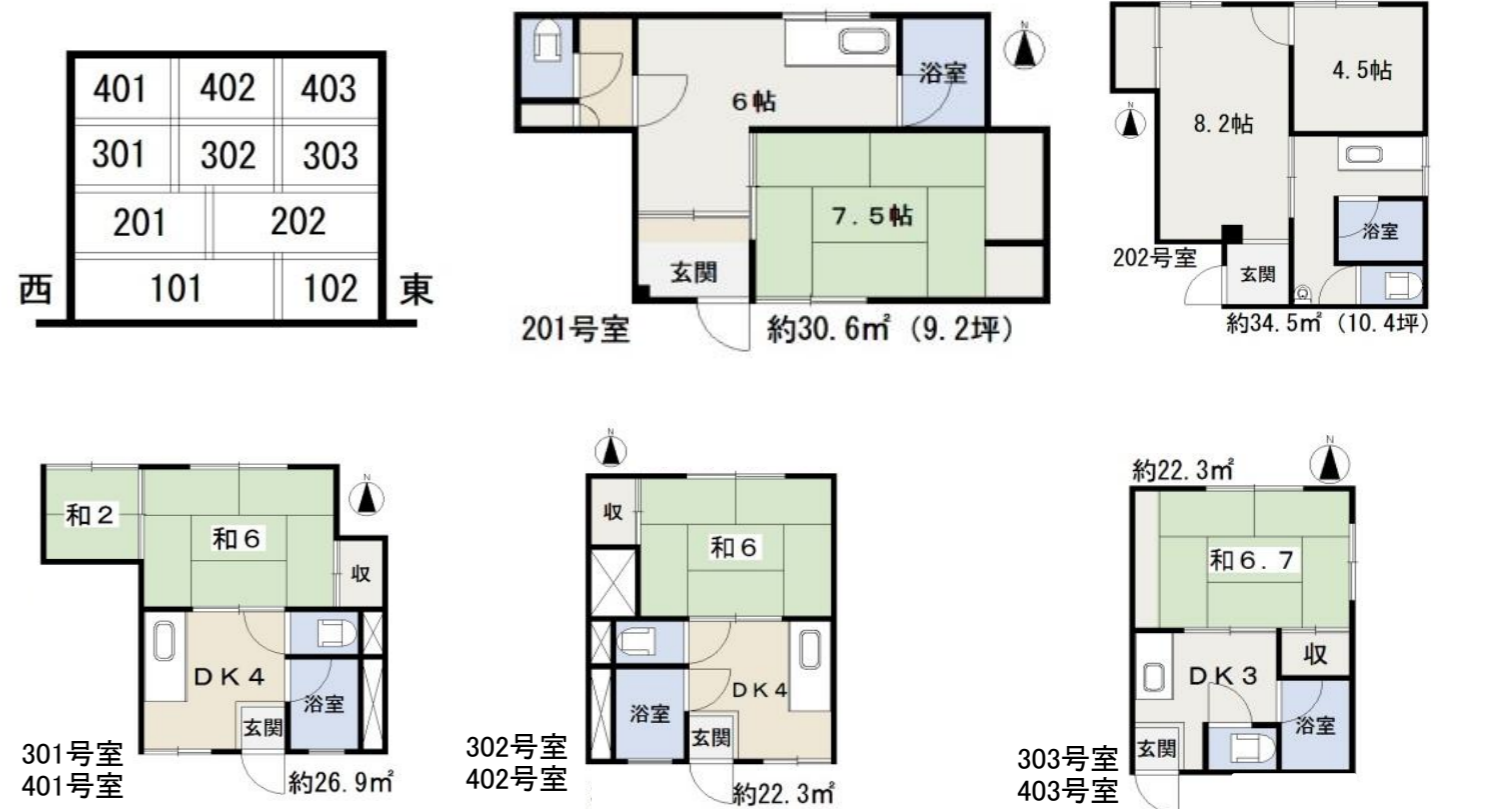 401 402 403
301 302 303
201 202
西 101 102 東
N
6帖
浴室
7.5帖
玄関
201号室 約30.6㎡(9.2坪)
N
4.5帖
8.2帖
浴室
202号室
玄関
約34.5㎡(10.4坪)
N
和2
和6
収
DK4
浴室
玄関
301号室
401号室
約26.9㎡
N
収
和6
DK4
浴室
玄関
302号室
402号室
約22.3㎡
約22.3㎡
N
和6.7
収
DK3
浴室
玄関
303号室
403号室